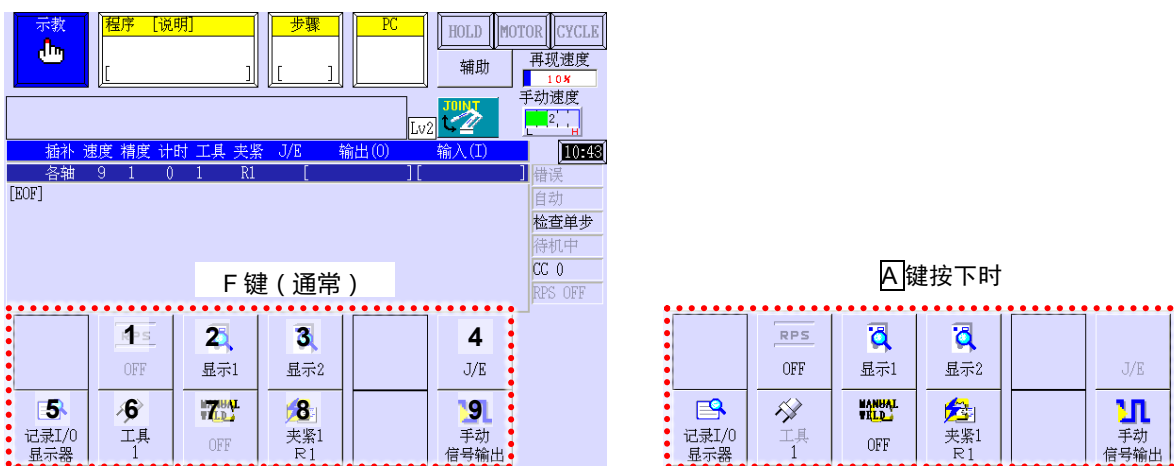 示教
程序 [说明]
[ ]
步骤
[ ]
PC
HOLD MOTOR CYCLE
辅助
再现速度
10%
手动速度
2
L H
Lv2
JOINT
插补 速度 精度 计时 工具 夹紧 J/E 输出(O) 输入(I)
10:43
各轴 9 1 0 1 R1 [ ][ ]
[EOF]
错误
自动
检查单步
待机中
CC 0
RPS OFF
F键(通常)
RPS
1 2 3 4
OFF 显示1 显示2 J/E
5 6 7 8 9
MANUAL
WELD
记录I/O
显示器
工具
1
OFF
夹紧1
R1
手动
信号输出
A键按下时
RPS
OFF 显示1 显示2 J/E
MANUAL
WELD
记录I/O
显示器
工具
1
OFF
夹紧1
R1
手动
信号输出